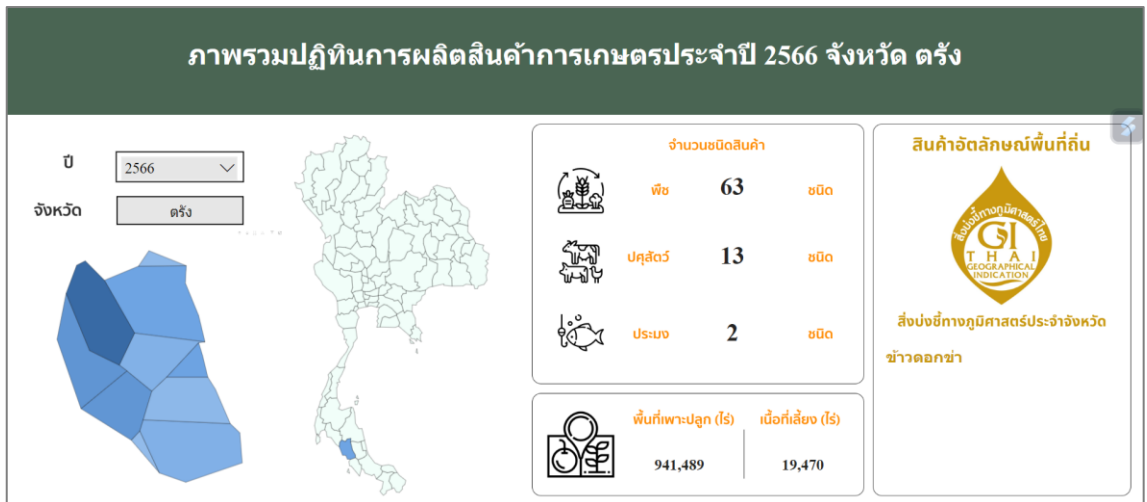 ภาพรวมปฏิทินการผลิตสินค้าการเกษตรประจำปี 2566 จังหวัด ตรัง
ปี
2566
จังหวัด
ตรัง
จำนวนชนิดสินค้า
พืช 63 ชนิด
ปศุสัตว์ 13 ชนิด
ประมง 2 ชนิด
พื้นที่เพาะปลูก (ไร่) เนื้อที่เลี้ยง (ไร่)
941,489 19,470
สินค้าอัตลักษณ์พื้นที่ถิ่น
สิ่งบ่งชี้ทางภูมิศาสตร์ไทย
GI
THAI
GEOGRAPHICAL
INDICATION
สิ่งบ่งชี้ทางภูมิศาสตร์ประจำจังหวัด
ข้าวดอกข่า